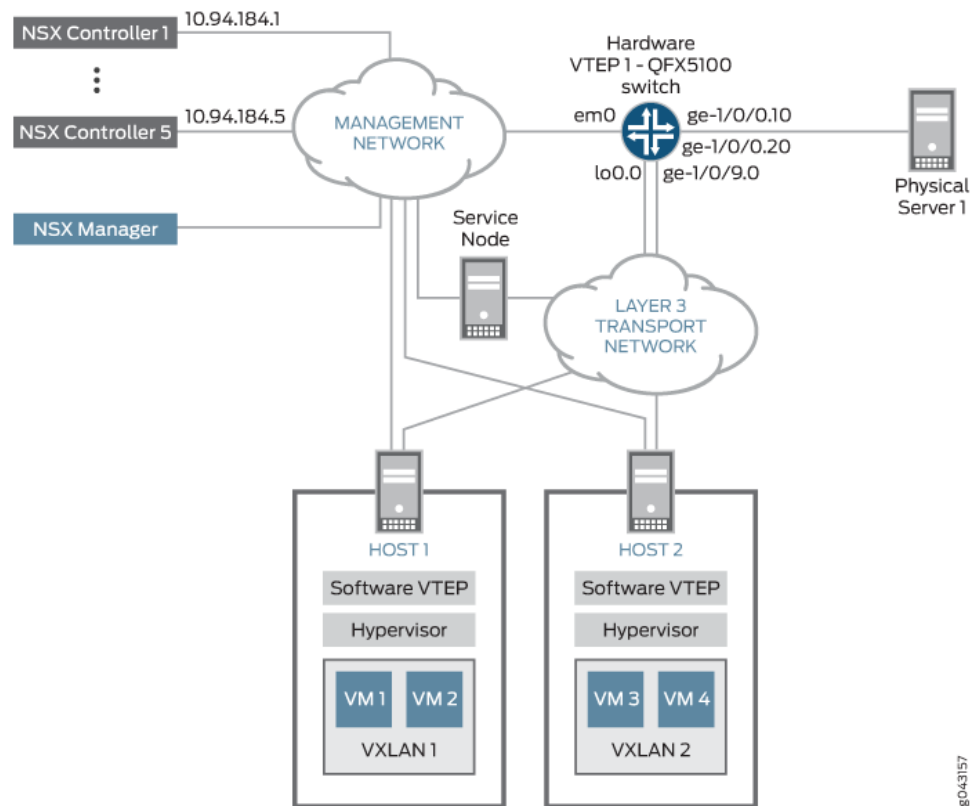 NSX Controller 1
10.94.184.1
NSX Controller 5
10.94.184.5
NSX Manager
MANAGEMENT
NETWORK
Hardware
VTEP 1 - QFX5100
switch
em0
ge-1/0/0.10
ge-1/0/0.20
lo0.0
ge-1/0/9.0
Physical
Server 1
Service
Node
LAYER 3
TRANSPORT
NETWORK
HOST 1
Software VTEP
Hypervisor
VM 1
VM 2
VXLAN 1
HOST 2
Software VTEP
Hypervisor
VM 3
VM 4
VXLAN 2
g043157